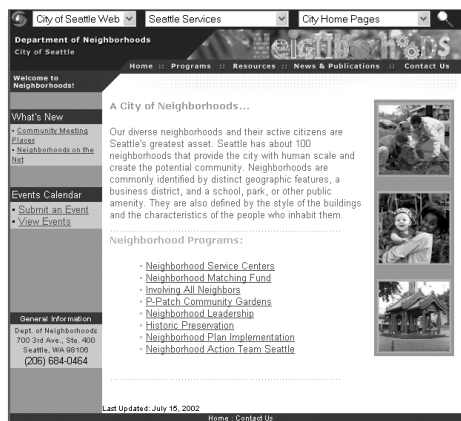 City of Seattle Web
Seattle Services
City Home Pages
Department of Neighborhoods
City of Seattle
Neighborhoods
Home :: Programs :: Resources :: News & Publications :: Contact Us
Welcome to
Neighborhoods!
What's New
• Community Meeting
Places
• Neighborhoods on the
Net
Events Calendar
• Submit an Event
• View Events
General Information
Dept. of Neighborhoods
700 3rd Ave., Ste. 400
Seattle, WA 98106
(206) 684-0464
A City of Neighborhoods...
Our diverse neighborhoods and their active citizens are
Seattle's greatest asset. Seattle has about 100
neighborhoods that provide the city with human scale and
create the potential community. Neighborhoods are
commonly identified by distinct geographic features, a
business district, and a school, park, or other public
amenity. They are also defined by the style of the buildings
and the characteristics of the people who inhabit them.
Neighborhood Programs:
• Neighborhood Service Centers
• Neighborhood Matching Fund
• Involving All Neighbors
• P-Patch Community Gardens
• Neighborhood Leadership
• Historic Preservation
• Neighborhood Plan Implementation
• Neighborhood Action Team Seattle
Last Updated: July 15, 2002
Home : Contact Us